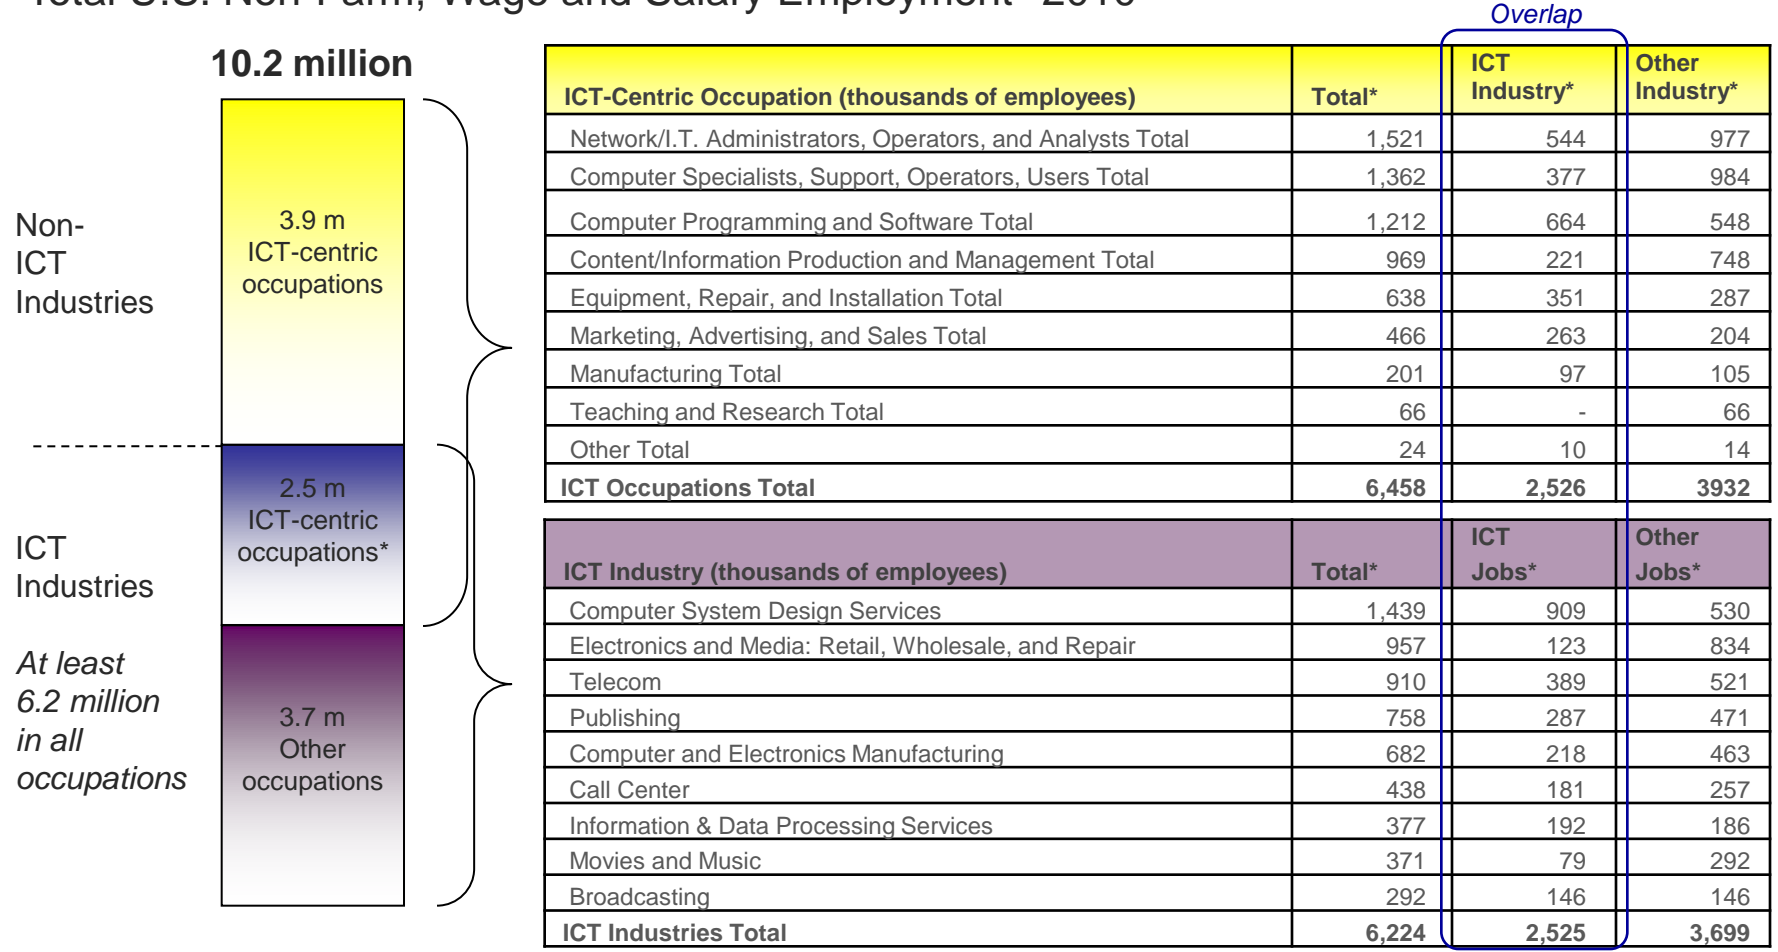 Total U.S. Non-Farm, Wage and Salary Employment 2010
Overlap
10.2 million
Non-
ICT
Industries
3.9 m
ICT-centric
occupations
2.5 m
ICT-centric
occupations*
ICT
Industries
At least
6.2 million
in all
occupations
3.7 m
Other
occupations
ICT-Centric Occupation (thousands of employees) Total* ICT Industry* Other Industry*
Network/I.T. Administrators, Operators, and Analysts Total 1,521 544 977
Computer Specialists, Support, Operators, Users Total 1,362 377 984
Computer Programming and Software Total 1,212 664 548
Content/Information Production and Management Total 969 221 748
Equipment, Repair, and Installation Total 638 351 287
Marketing, Advertising, and Sales Total 466 263 204
Manufacturing Total 201 97 105
Teaching and Research Total 66 - 66
Other Total 24 10 14
ICT Occupations Total 6,458 2,526 3932
ICT Industry (thousands of employees) Total* ICT Jobs* Other Jobs*
Computer System Design Services 1,439 909 530
Electronics and Media: Retail, Wholesale, and Repair 957 123 834
Telecom 910 389 521
Publishing 758 287 471
Computer and Electronics Manufacturing 682 218 463
Call Center 438 181 257
Information & Data Processing Services 377 192 186
Movies and Music 371 79 292
Broadcasting 292 146 146
ICT Industries Total 6,224 2,525 3,699